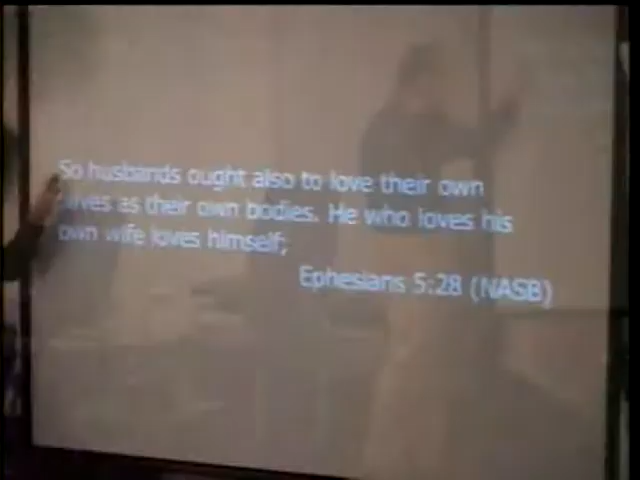 So husbands ought also to love their own
wives as their own bodies. He who loves his
own wife loves himself;
Ephesians 5:28 (NASB)